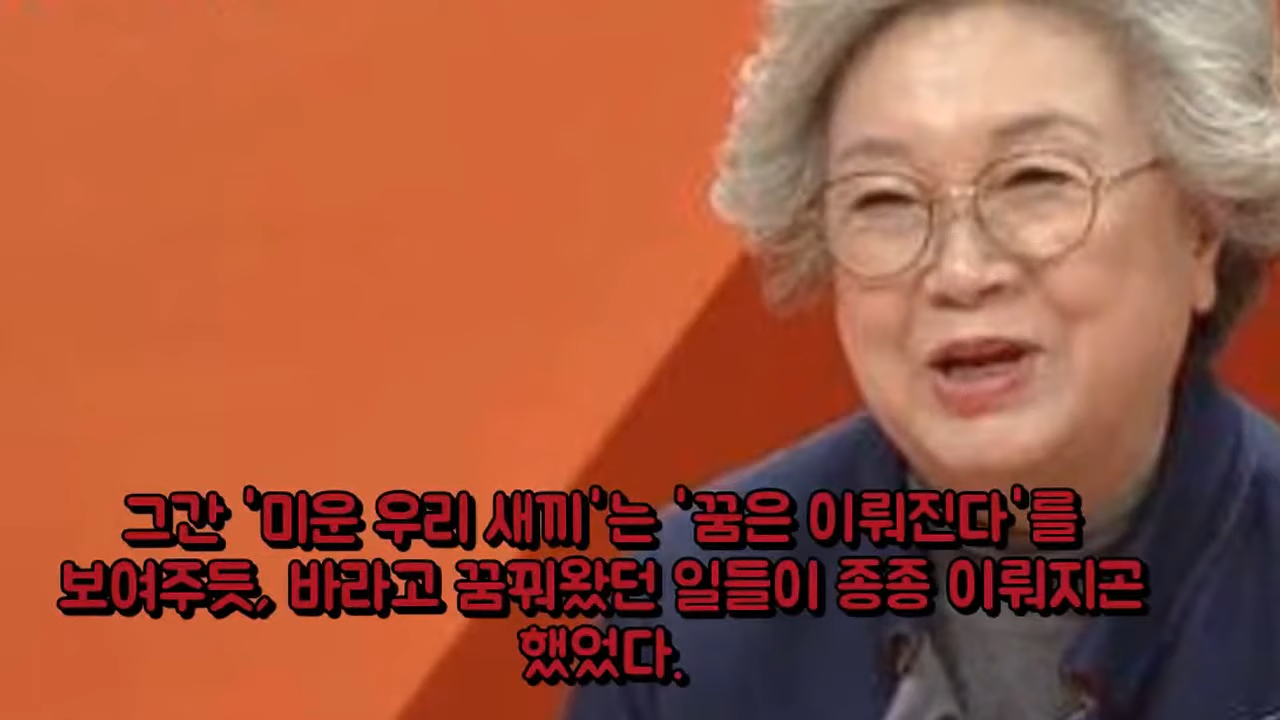 그간 '미운 우리 새끼'는 '꿈은 이뤄진다'를
보여주듯, 바라고 꿈꿔왔던 일들이 종종 이뤄지곤
했었다.